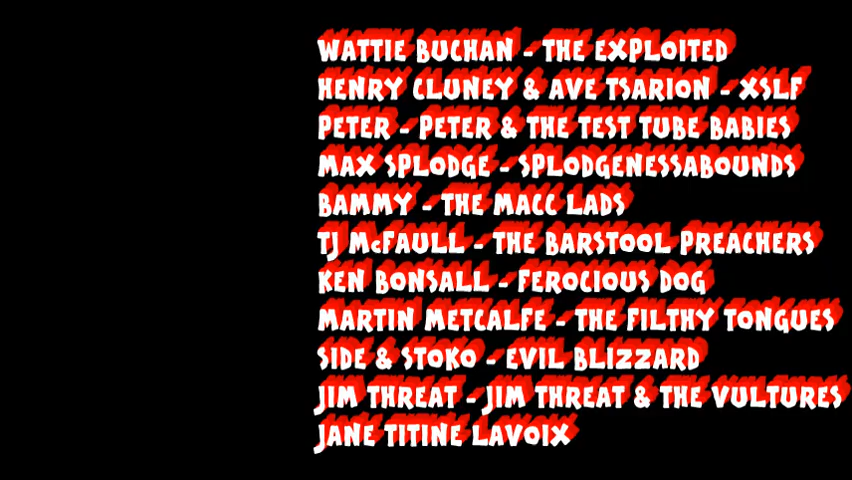 WATTIE BUCHAN - THE EXPLOITED
HENRY CLUNEY & AVE TSARION - XSLF
PETER - PETER & THE TEST TUBE BABIES
MAX SPLODGE - SPLODGENESSABOUNDS
BAMMY - THE MACC LADS
TJ McFAULL - THE BARSTOOL PREACHERS
KEN BONSALL - FEROCIOUS DOG
MARTIN METCALFE - THE FILTHY TONGUES
SIDE & STOKO - EVIL BLIZZARD
JIM THREAT - JIM THREAT & THE VULTURES
JANE TITINE LAVOIX